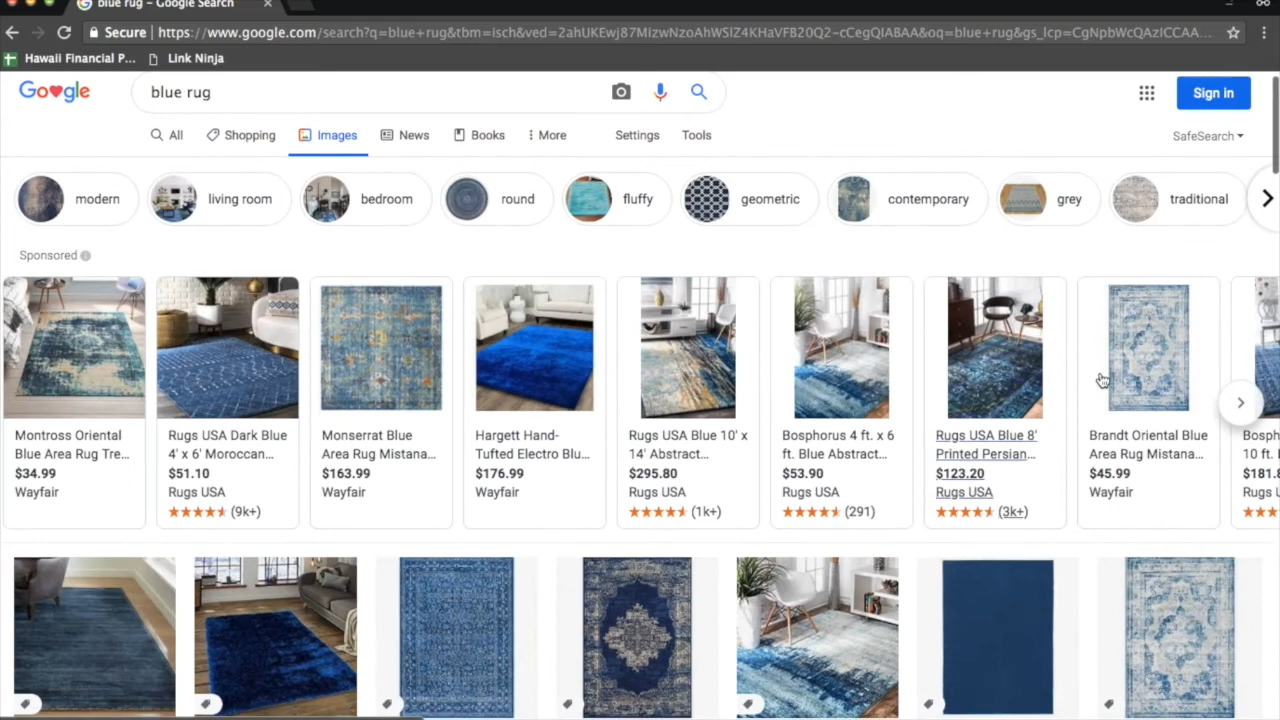 blue rug - Google Search
Secure | https://www.google.com/search?q=blue+rug&tbm=isch&ved=2ahUKEwj87MizwNzoAhWSlZ4KHaVFB20Q2-cCegQIABAA&oq=blue+rug&gs_lcp=CgNpbWcQAzICCAA...
Hawaii Financial P... Link Ninja
Google blue rug Sign in
All Shopping Images News Books More Settings Tools SafeSearch
modern living room bedroom round fluffy geometric contemporary grey traditional
Sponsored
Montross Oriental
Blue Area Rug Tre...
$34.99
Wayfair
Rugs USA Dark Blue
4' x 6' Moroccan...
$51.10
Rugs USA
(9k+)
Monserrat Blue
Area Rug Mistana...
$163.99
Wayfair
Hargett Hand-
Tufted Electro Blu...
$176.99
Wayfair
Rugs USA Blue 10' x
14' Abstract...
$295.80
Rugs USA
(1k+)
Bosphorus 4 ft. x 6
ft. Blue Abstract...
$53.90
Rugs USA
(291)
Rugs USA Blue 8'
Printed Persian...
$123.20
Rugs USA
(3k+)
Brandt Oriental Blue
Area Rug Mistana...
$45.99
Wayfair
Bosph
10 ft. B
$181.8
Rugs U